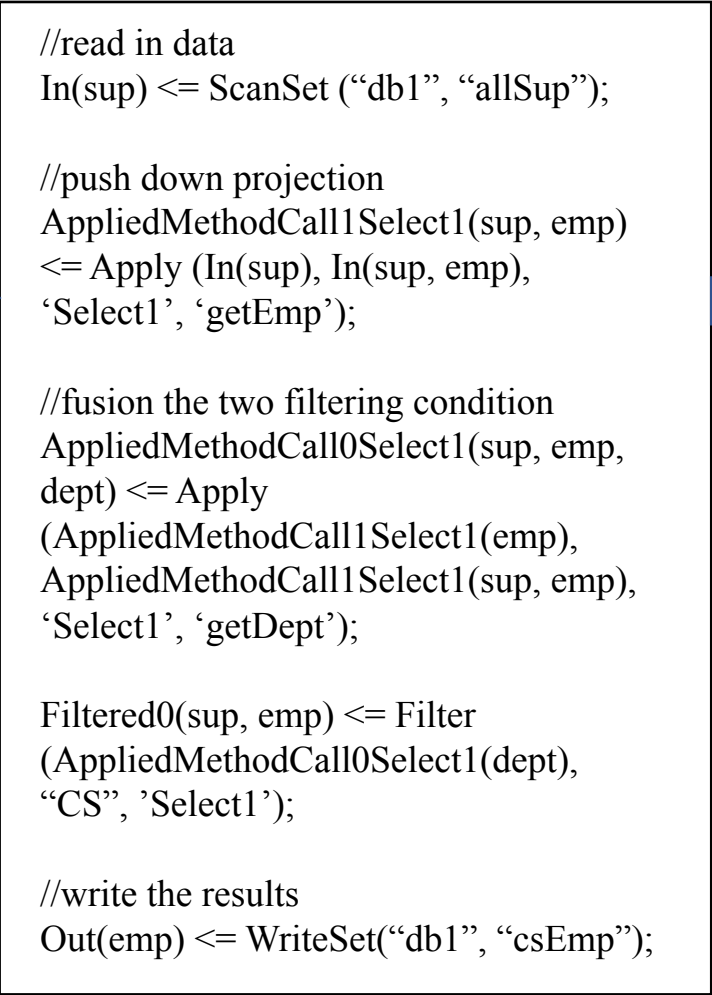 //read in data
In(sup) <= ScanSet (“db1”, “allSup”);
//push down projection
AppliedMethodCall1Select1(sup, emp)
<= Apply (In(sup), In(sup, emp),
‘Select1’, ‘getEmp’);
//fusion the two filtering condition
AppliedMethodCall0Select1(sup, emp,
dept) <= Apply
(AppliedMethodCall1Select1(emp),
AppliedMethodCall1Select1(sup, emp),
‘Select1’, ‘getDept’);
Filtered0(sup, emp) <= Filter
(AppliedMethodCall0Select1(dept),
“CS”, ’Select1’);
//write the results
Out(emp) <= WriteSet(“db1”, “csEmp”);